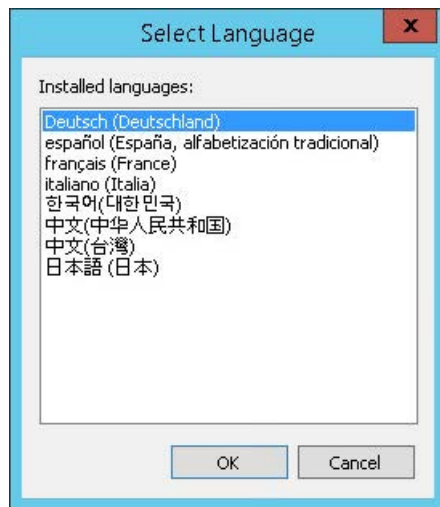 Select Language
x
Installed languages:
Deutsch (Deutschland)
español (España, alfabetización tradicional)
français (France)
italiano (Italia)
한국어(대한민국)
中文(中华人民共和国)
中文(台灣)
日本語 (日本)
OK
Cancel